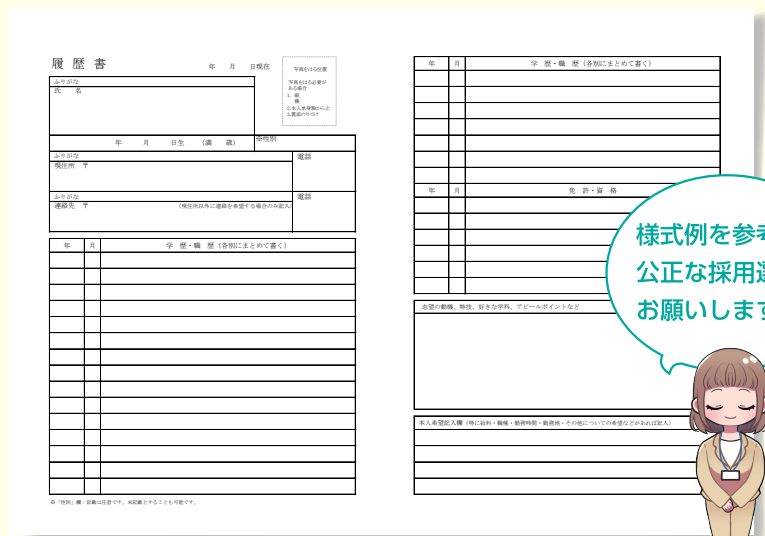 履歴書
年 月 日現在
写真をはる位置
写真をはる必要が
ある場合
1. 縦
横
2.本人単身胸から上
3.裏面のりづけ
ふりがな
氏 名
年 月 日生 (満 歳)
※性別
ふりがな
電話
現住所 〒
ふりがな
電話
連絡先 〒
(現住所以外に連絡を希望する場合のみ記入)
年 月 学 歴・職 歴(各別にまとめて書く)
※「性別」欄:記載は任意です。未記載とすることも可能です。
年 月 学 歴・職 歴(各別にまとめて書く)
年 月 免 許・資 格
志望の動機、特技、好きな学科、アピールポイントなど
本人希望記入欄(特に給料・職種・勤務時間・勤務地・その他についての希望などがあれば記入)
様式例を参考
公正な採用選
お願いします